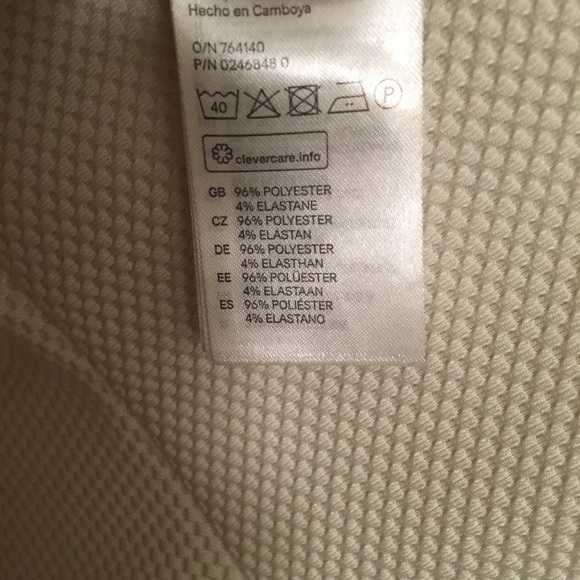 Hecho en Camboya
O/N 764140
P/N 0246848 0
40 P
clevercare.info
GB 96% POLYESTER
4% ELASTANE
CZ 96% POLYESTER
4% ELASTAN
DE 96% POLYESTER
4% ELASTHAN
EE 96% POLÜESTER
4% ELASTAAN
ES 96% POLIÉSTER
4% ELASTANO